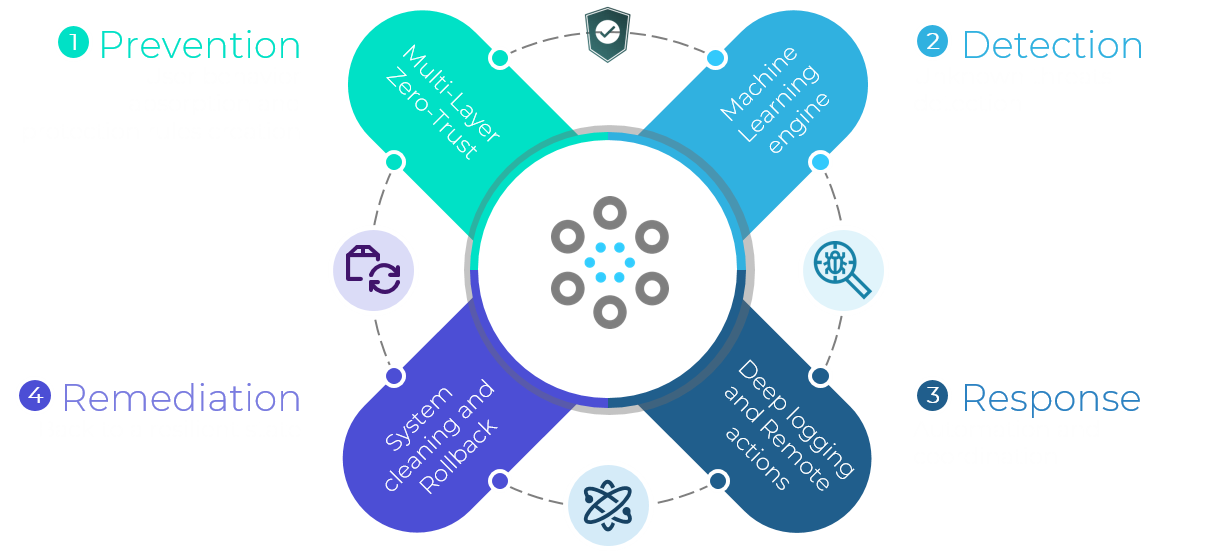 1 Prevention
Multi-Layer
Zero-Trust
2 Detection
Machine
Learning
engine
3 Response
Deep logging
and Remote
actions
4 Remediation
System
cleaning and
Rollback